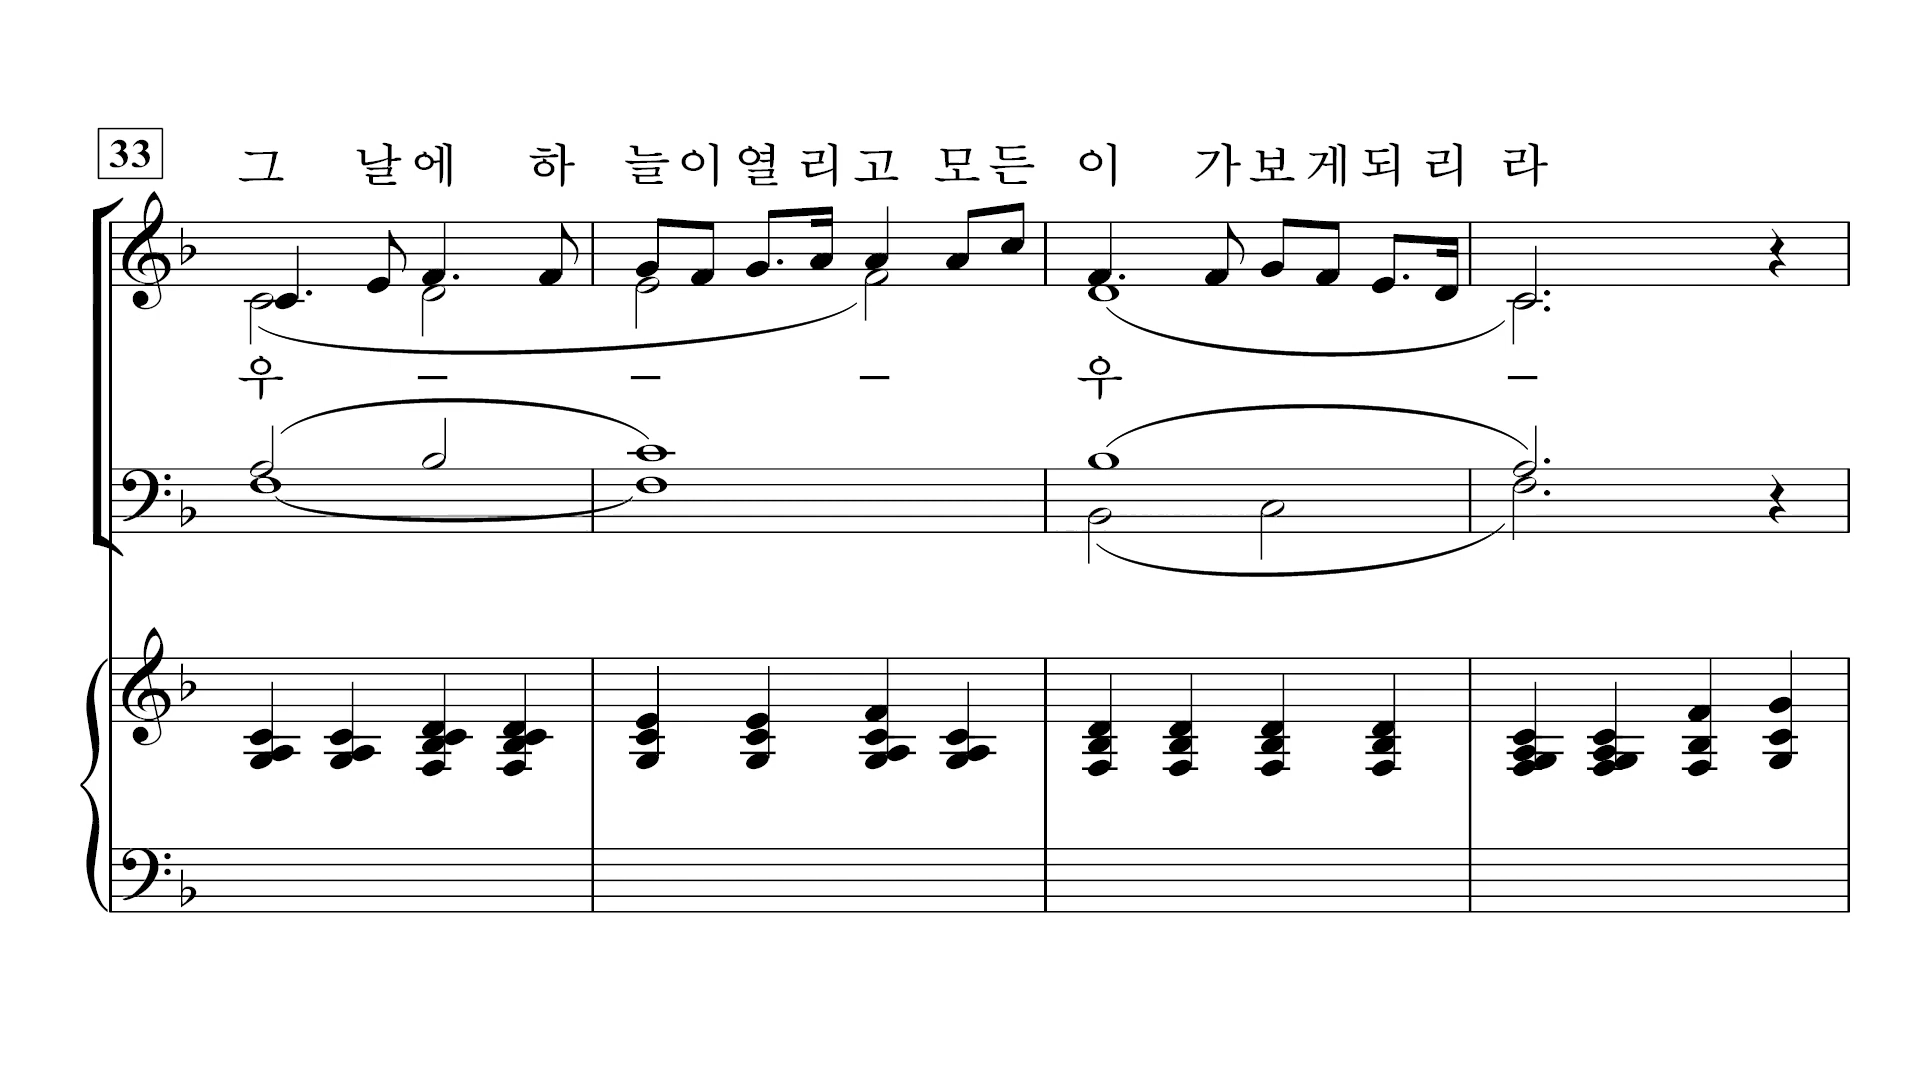 33 그 날에 하 늘이열 리고 모든 이 가보게되 리 라
우 – – – 우 –